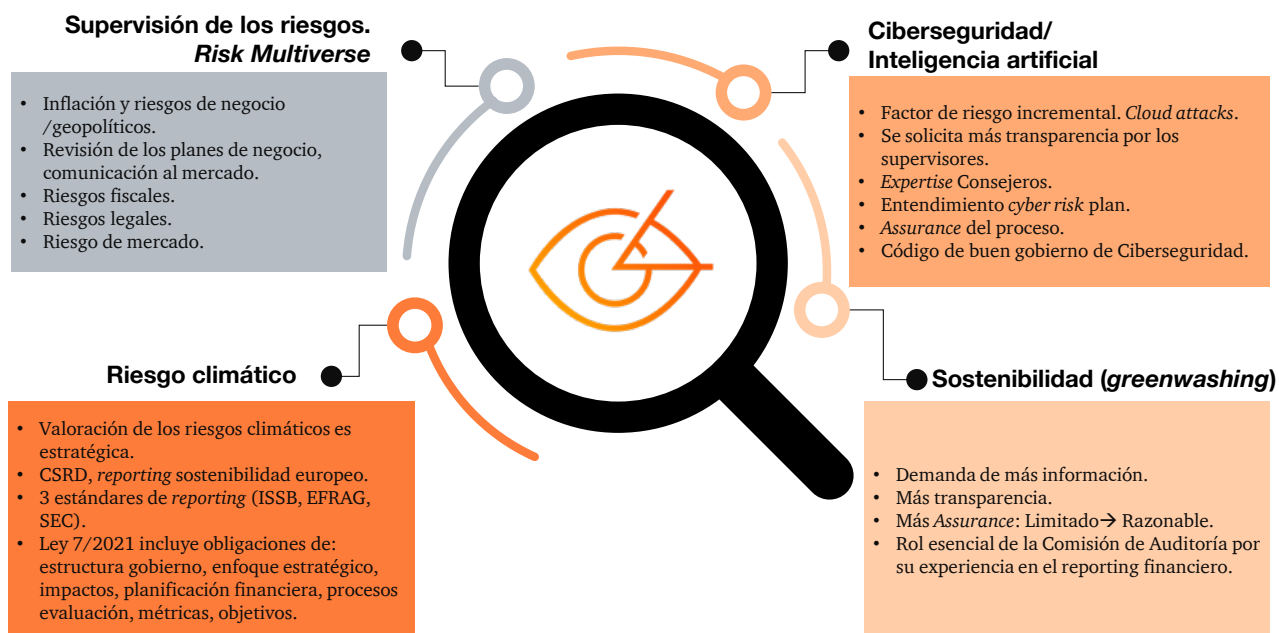 Supervisión de los riesgos.
Risk Multiverse
• Inflación y riesgos de negocio
/geopolíticos.
• Revisión de los planes de negocio,
comunicación al mercado.
• Riesgos fiscales.
• Riesgos legales.
• Riesgo de mercado.
Ciberseguridad/
Inteligencia artificial
• Factor de riesgo incremental. Cloud attacks.
• Se solicita más transparencia por los
supervisores.
• Expertise Consejeros.
• Entendimiento cyber risk plan.
• Assurance del proceso.
• Código de buen gobierno de Ciberseguridad.
Riesgo climático
• Valoración de los riesgos climáticos es
estratégica.
• CSRD, reporting sostenibilidad europeo.
• 3 estándares de reporting (ISSB, EFRAG,
SEC).
• Ley 7/2021 incluye obligaciones de:
estructura gobierno, enfoque estratégico,
impactos, planificación financiera, procesos
evaluación, métricas, objetivos.
Sostenibilidad (greenwashing)
• Demanda de más información.
• Más transparencia.
• Más Assurance: Limitado→ Razonable.
• Rol esencial de la Comisión de Auditoría por
su experiencia en el reporting financiero.